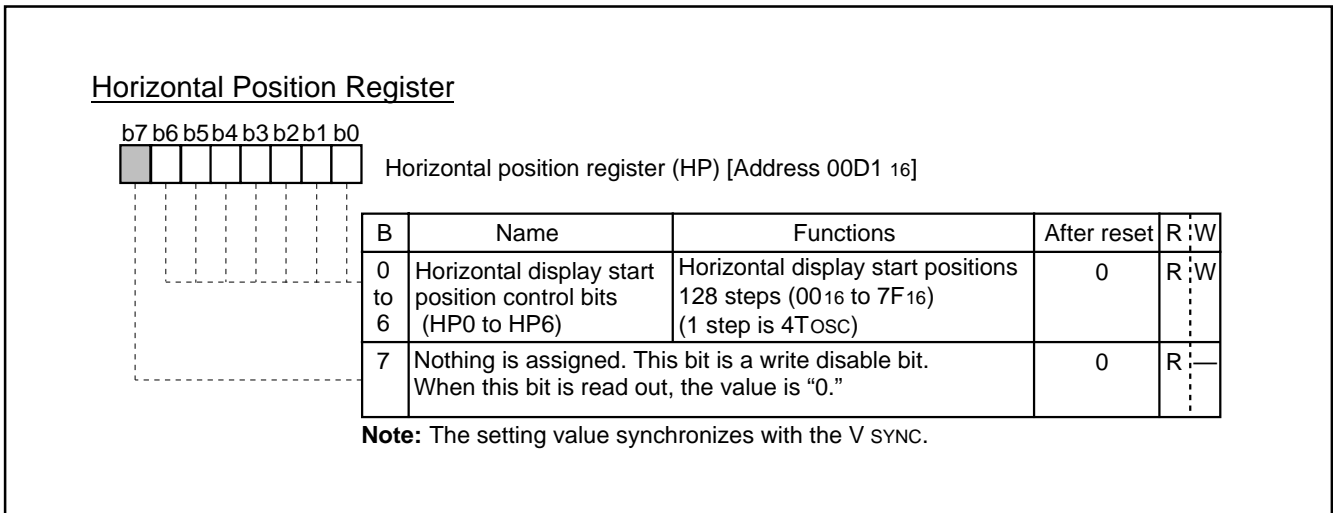 Horizontal Position Register
b7 b6 b5 b4 b3 b2 b1 b0
Horizontal position register (HP) [Address 00D1 16]
B Name Functions After reset R W
0 Horizontal display start Horizontal display start positions 0 R W
to position control bits 128 steps (0016 to 7F16)
6 (HP0 to HP6) (1 step is 4TOSC)
7 Nothing is assigned. This bit is a write disable bit. 0 R —
When this bit is read out, the value is “0.”
Note: The setting value synchronizes with the V SYNC.